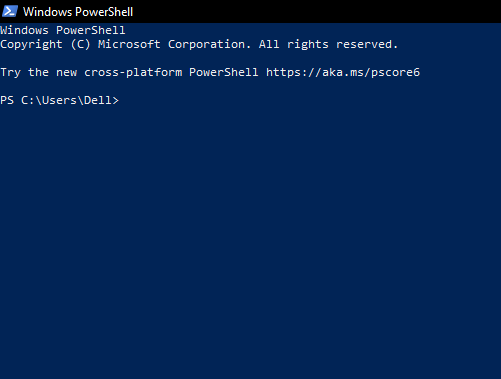 Windows PowerShell
Windows PowerShell
Copyright (C) Microsoft Corporation. All rights reserved.
Try the new cross-platform PowerShell https://aka.ms/pscore6
PS C:\Users\Dell>